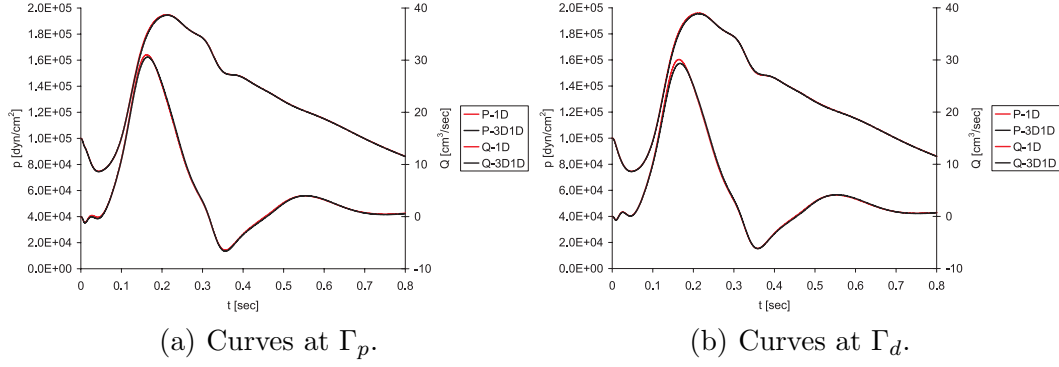 2.0E+05
1.8E+05
1.6E+05
1.4E+05
1.2E+05
1.0E+05
8.0E+04
6.0E+04
4.0E+04
2.0E+04
0.0E+00
p [dyn/cm²]
0 0.1 0.2 0.3 0.4 0.5 0.6 0.7 0.8
t [sec]
40
30
20
10
0
-10
Q [cm³/sec]
P-1D
P-3D1D
Q-1D
Q-3D1D
(a) Curves at Γₚ.
2.0E+05
1.8E+05
1.6E+05
1.4E+05
1.2E+05
1.0E+05
8.0E+04
6.0E+04
4.0E+04
2.0E+04
0.0E+00
p [dyn/cm²]
0 0.1 0.2 0.3 0.4 0.5 0.6 0.7 0.8
t [sec]
40
30
20
10
0
-10
Q [cm³/sec]
P-1D
P-3D1D
Q-1D
Q-3D1D
(b) Curves at Γ_d.